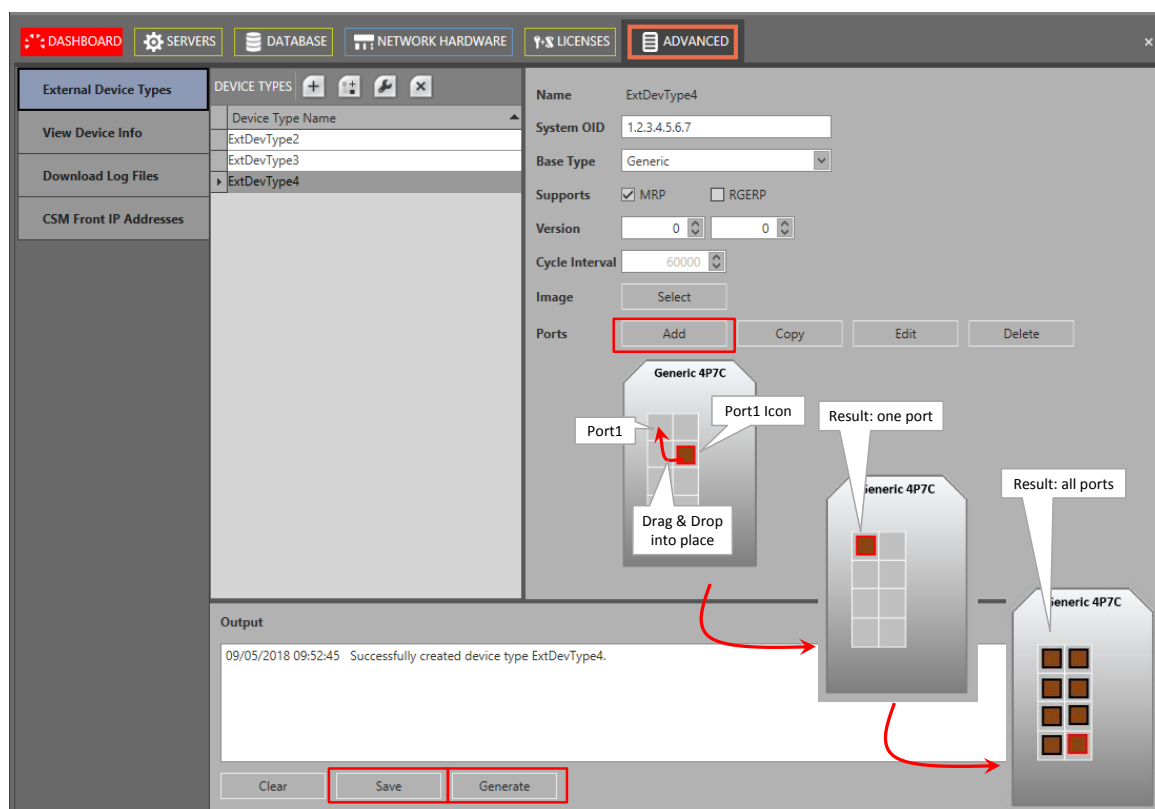 DASHBOARD SERVERS DATABASE NETWORK HARDWARE LICENSES ADVANCED ×
External Device Types
View Device Info
Download Log Files
CSM Front IP Addresses
DEVICE TYPES
Device Type Name
ExtDevType2
ExtDevType3
ExtDevType4
Name ExtDevType4
System OID 1.2.3.4.5.6.7
Base Type Generic
Supports MRP RGERP
Version 0 0
Cycle Interval 60000
Image Select
Ports Add Copy Edit Delete
Generic 4P7C
Port1
Port1 Icon
Drag & Drop
into place
Result: one port
eneric 4P7C
Result: all ports
eneric 4P7C
Output
09/05/2018 09:52:45 Successfully created device type ExtDevType4.
Clear Save Generate